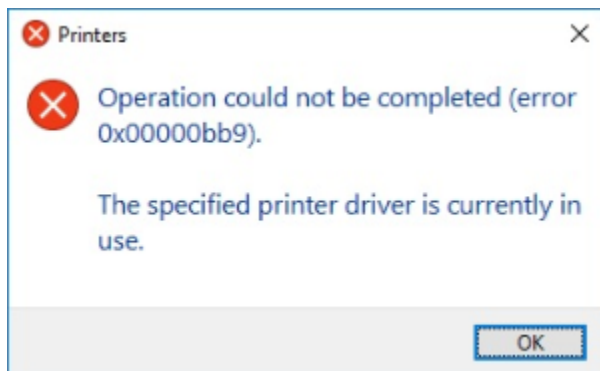 Printers
Operation could not be completed (error
0x00000bb9).
The specified printer driver is currently in
use.
OK